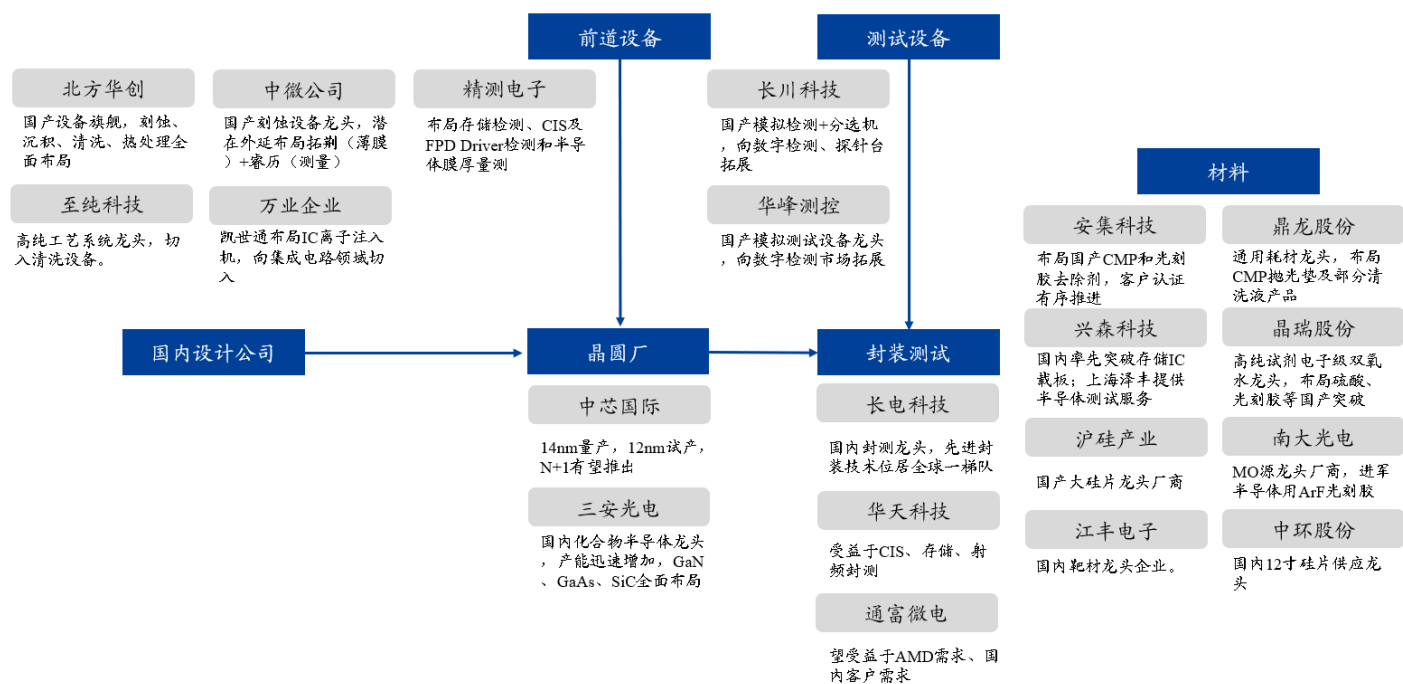 前道设备
测试设备
北方华创
国产设备旗舰，刻蚀、
沉积、清洗、热处理全
面布局
中微公司
国产刻蚀设备龙头，潜
在外延布局拓荆（薄膜
）+睿历（测量）
精测电子
布局存储检测、CIS及
FPD Driver检测和半导
体膜厚量测
长川科技
国产模拟检测+分选机
，向数字检测、探针台
拓展
至纯科技
高纯工艺系统龙头，切
入清洗设备。
万业企业
凯世通布局IC离子注入
机，向集成电路领域切
入
华峰测控
国产模拟测试设备龙头
，向数字检测市场拓展
材料
安集科技
布局国产CMP和光刻
胶去除剂，客户认证
有序推进
鼎龙股份
通用耗材龙头，布局
CMP抛光垫及部分清
洗液产品
兴森科技
国内率先突破存储IC
载板；上海泽丰提供
半导体测试服务
晶瑞股份
高纯试剂电子级双氧
水龙头，布局硫酸、
光刻胶等国产突破
沪硅产业
国产大硅片龙头厂商
南大光电
MO源龙头厂商，进军
半导体用ArF光刻胶
江丰电子
国内靶材龙头企业。
中环股份
国内12寸硅片供应龙
头
国内设计公司
晶圆厂
封装测试
中芯国际
14nm量产，12nm试产，
N+1有望推出
三安光电
国内化合物半导体龙头
，产能迅速增加，GaN
、GaAs、SiC全面布局
长电科技
国内封测龙头，先进封
装技术位居全球一梯队
华天科技
受益于CIS、存储、射
频封测
通富微电
望受益于AMD需求、国
内客户需求